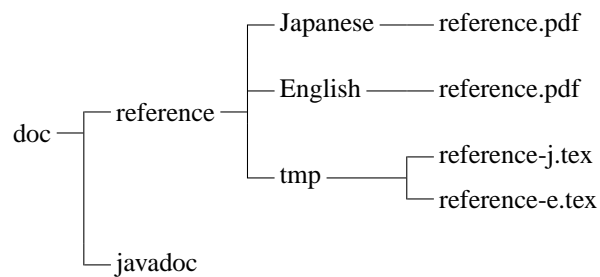 Japanese reference.pdf
English reference.pdf
reference
doc
reference-j.tex
tmp
reference-e.tex
javadoc